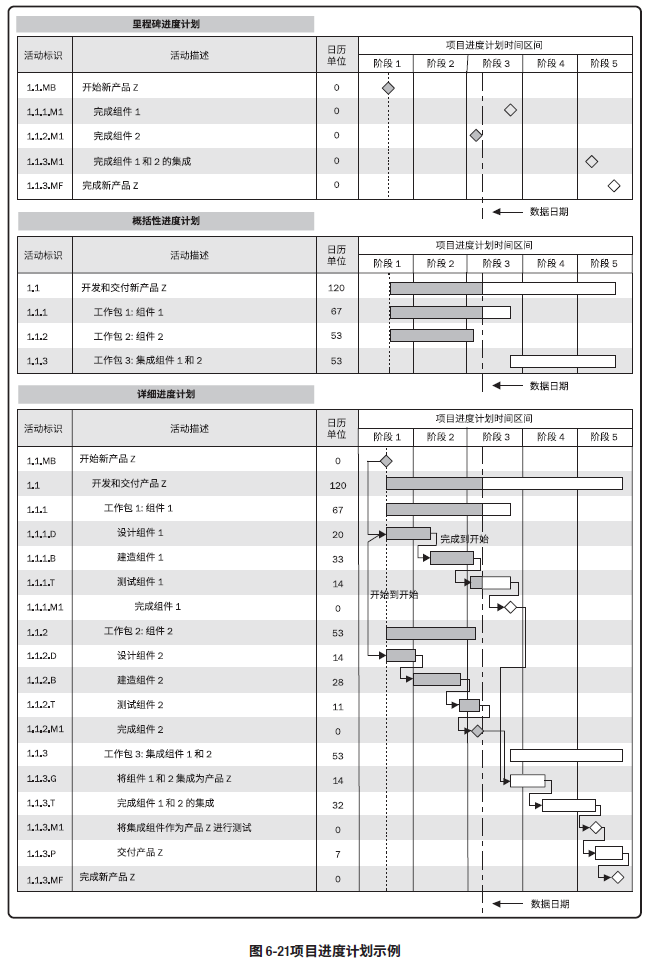 里程碑进度计划
活动标识 活动描述 日历单位 项目进度计划时间区间
阶段 1 阶段 2 阶段 3 阶段 4 阶段 5
1.1.MB 开始新产品 Z 0
1.1.1.M1 完成组件 1 0
1.1.2.M1 完成组件 2 0
1.1.3.M1 完成组件 1 和 2 的集成 0
1.1.3.MF 完成新产品 Z 0
数据日期
概括性进度计划
活动标识 活动描述 日历单位 项目进度计划时间区间
阶段 1 阶段 2 阶段 3 阶段 4 阶段 5
1.1 开发和交付新产品 Z 120
1.1.1 工作包 1: 组件 1 67
1.1.2 工作包 2: 组件 2 53
1.1.3 工作包 3: 集成组件 1 和 2 53
数据日期
详细进度计划
活动标识 活动描述 日历单位 项目进度计划时间区间
阶段 1 阶段 2 阶段 3 阶段 4 阶段 5
1.1.MB 开始新产品 Z 0
1.1 开发和交付产品 Z 120
1.1.1 工作包 1: 组件 1 67
1.1.1.D 设计组件 1 20
完成到开始
1.1.1.B 建造组件 1 33
1.1.1.T 测试组件 1 14
开始到开始
1.1.1.M1 完成组件 1 0
1.1.2 工作包 2: 组件 2 53
1.1.2.D 设计组件 2 14
1.1.2.B 建造组件 2 28
1.1.2.T 测试组件 2 11
1.1.2.M1 完成组件 2 0
1.1.3 工作包 3: 集成组件 1 和 2 53
1.1.3.G 将组件 1 和 2 集成为产品 Z 14
1.1.3.T 完成组件 1 和 2 的集成 32
1.1.3.M1 将集成组件作为产品 Z 进行测试 0
1.1.3.P 交付产品 Z 7
1.1.3.MF 完成新产品 Z 0
数据日期
图 6-21项目进度计划示例